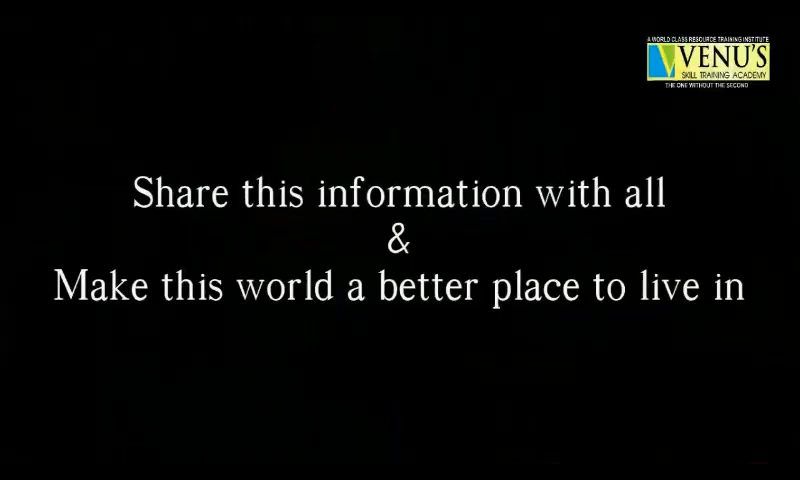 A WORLD CLASS RESOURCE TRAINING INSTITUTE
VENU'S
SKILL TRAINING ACADEMY
THE ONE WITHOUT THE SECOND
Share this information with all
&
Make this world a better place to live in